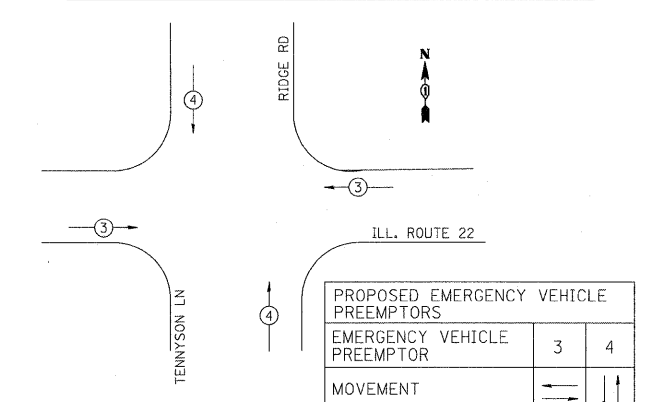 RIDGE RD
N
4
3
3
ILL. ROUTE 22
4
TENNYSON LN
PROPOSED EMERGENCY VEHICLE
PREEMPTORS
EMERGENCY VEHICLE
PREEMPTOR
3
4
MOVEMENT